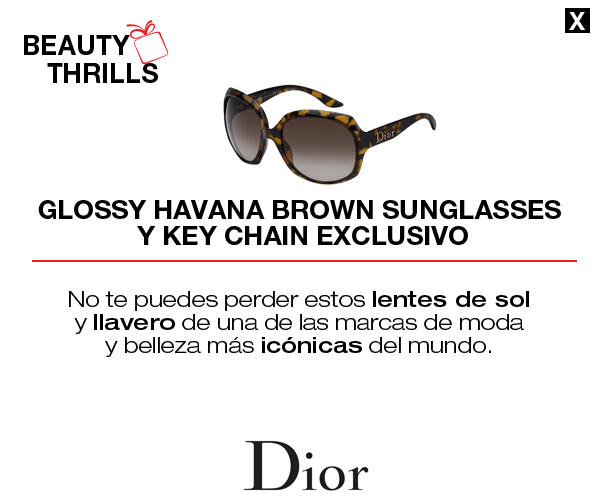 X
BEAUTY
THRILLS
Dior
GLOSSY HAVANA BROWN SUNGLASSES
Y KEY CHAIN EXCLUSIVO
No te puedes perder estos lentes de sol
y llavero de una de las marcas de moda
y belleza más icónicas del mundo.
Dior